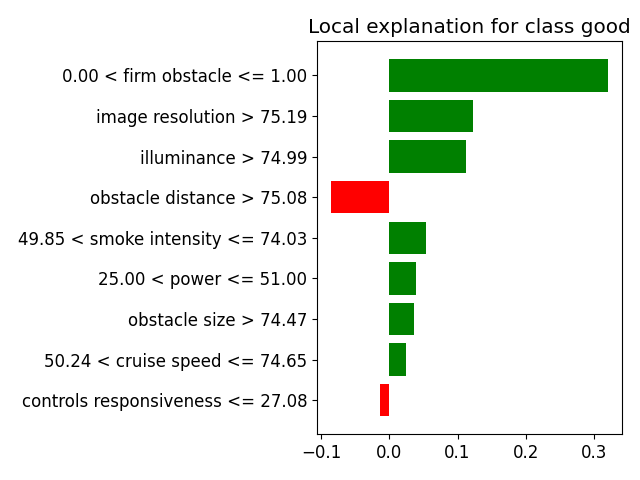 Local explanation for class good
0.00 < firm obstacle <= 1.00
image resolution > 75.19
illuminance > 74.99
obstacle distance > 75.08
49.85 < smoke intensity <= 74.03
25.00 < power <= 51.00
obstacle size > 74.47
50.24 < cruise speed <= 74.65
controls responsiveness <= 27.08
−0.1 0.0 0.1 0.2 0.3